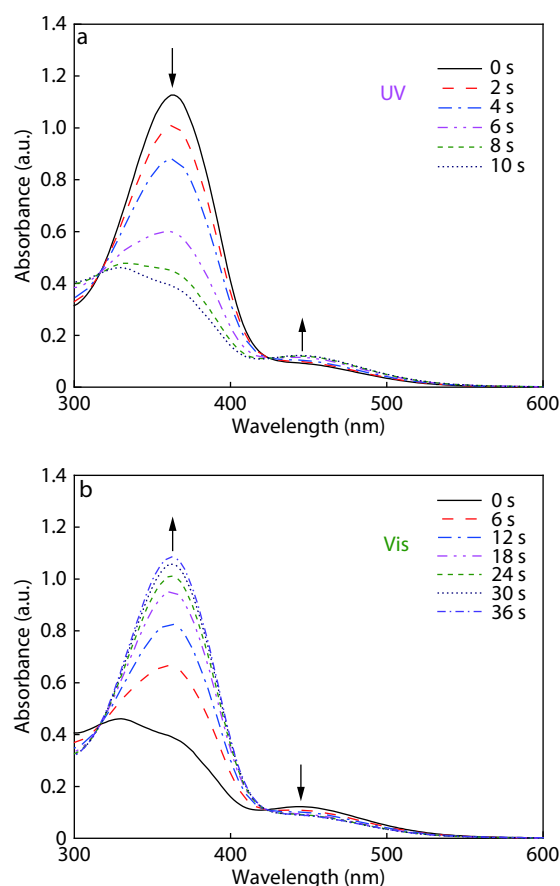 a
UV
0 s
2 s
4 s
6 s
8 s
10 s
1.4
1.2
1.0
0.8
0.6
0.4
0.2
0
Absorbance (a.u.)
300
400
500
600
Wavelength (nm)
b
Vis
0 s
6 s
12 s
18 s
24 s
30 s
36 s
1.4
1.2
1.0
0.8
0.6
0.4
0.2
0
Absorbance (a.u.)
300
400
500
600
Wavelength (nm)